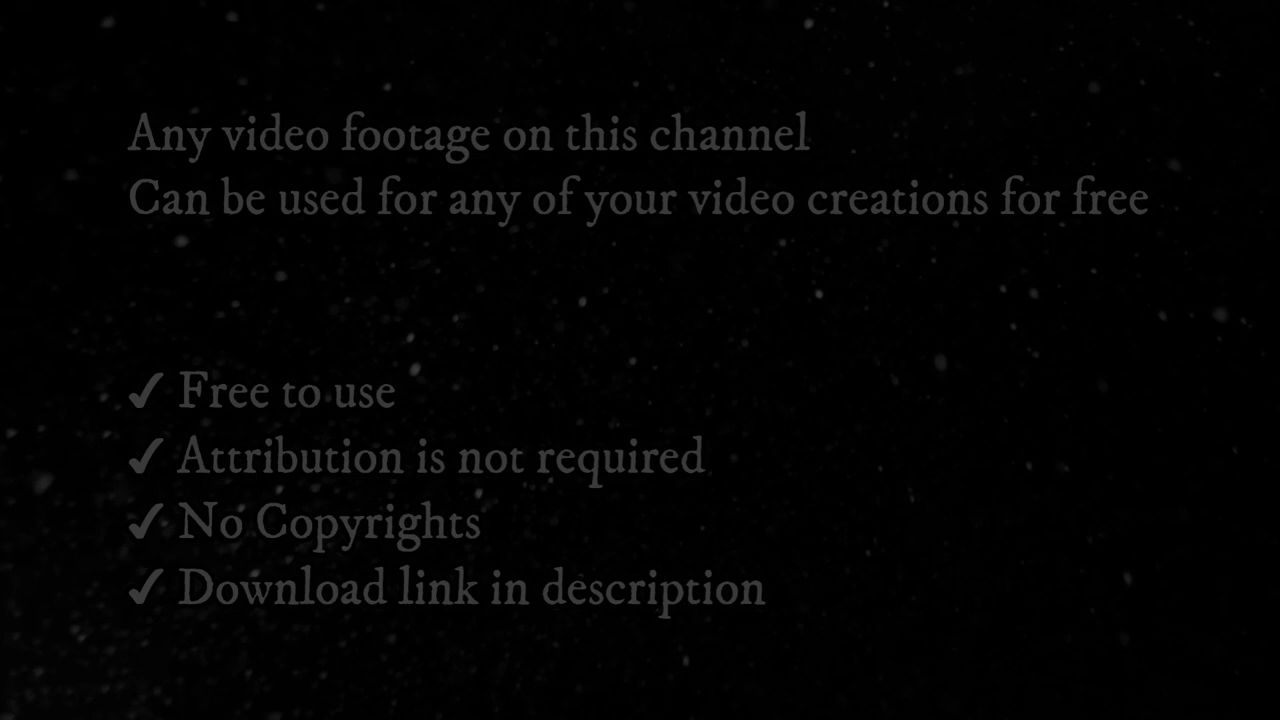 Any video footage on this channel
Can be used for any of your video creations for free
✔ Free to use
✔ Attribution is not required
✔ No Copyrights
✔ Download link in description